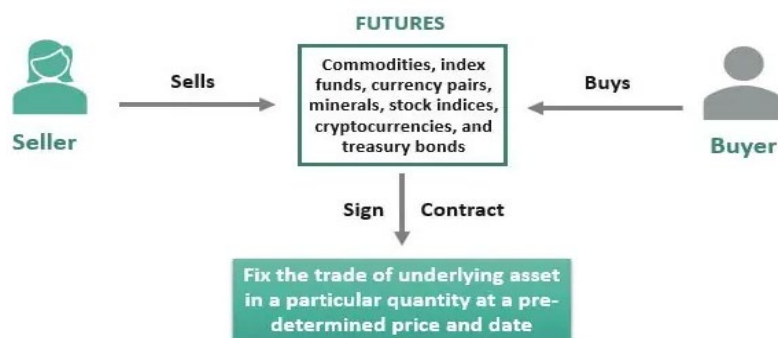 FUTURES
Commodities, index
funds, currency pairs,
minerals, stock indices,
cryptocurrencies, and
treasury bonds
Sells
Buys
Seller
Buyer
Sign Contract
Fix the trade of underlying asset
in a particular quantity at a pre-
determined price and date